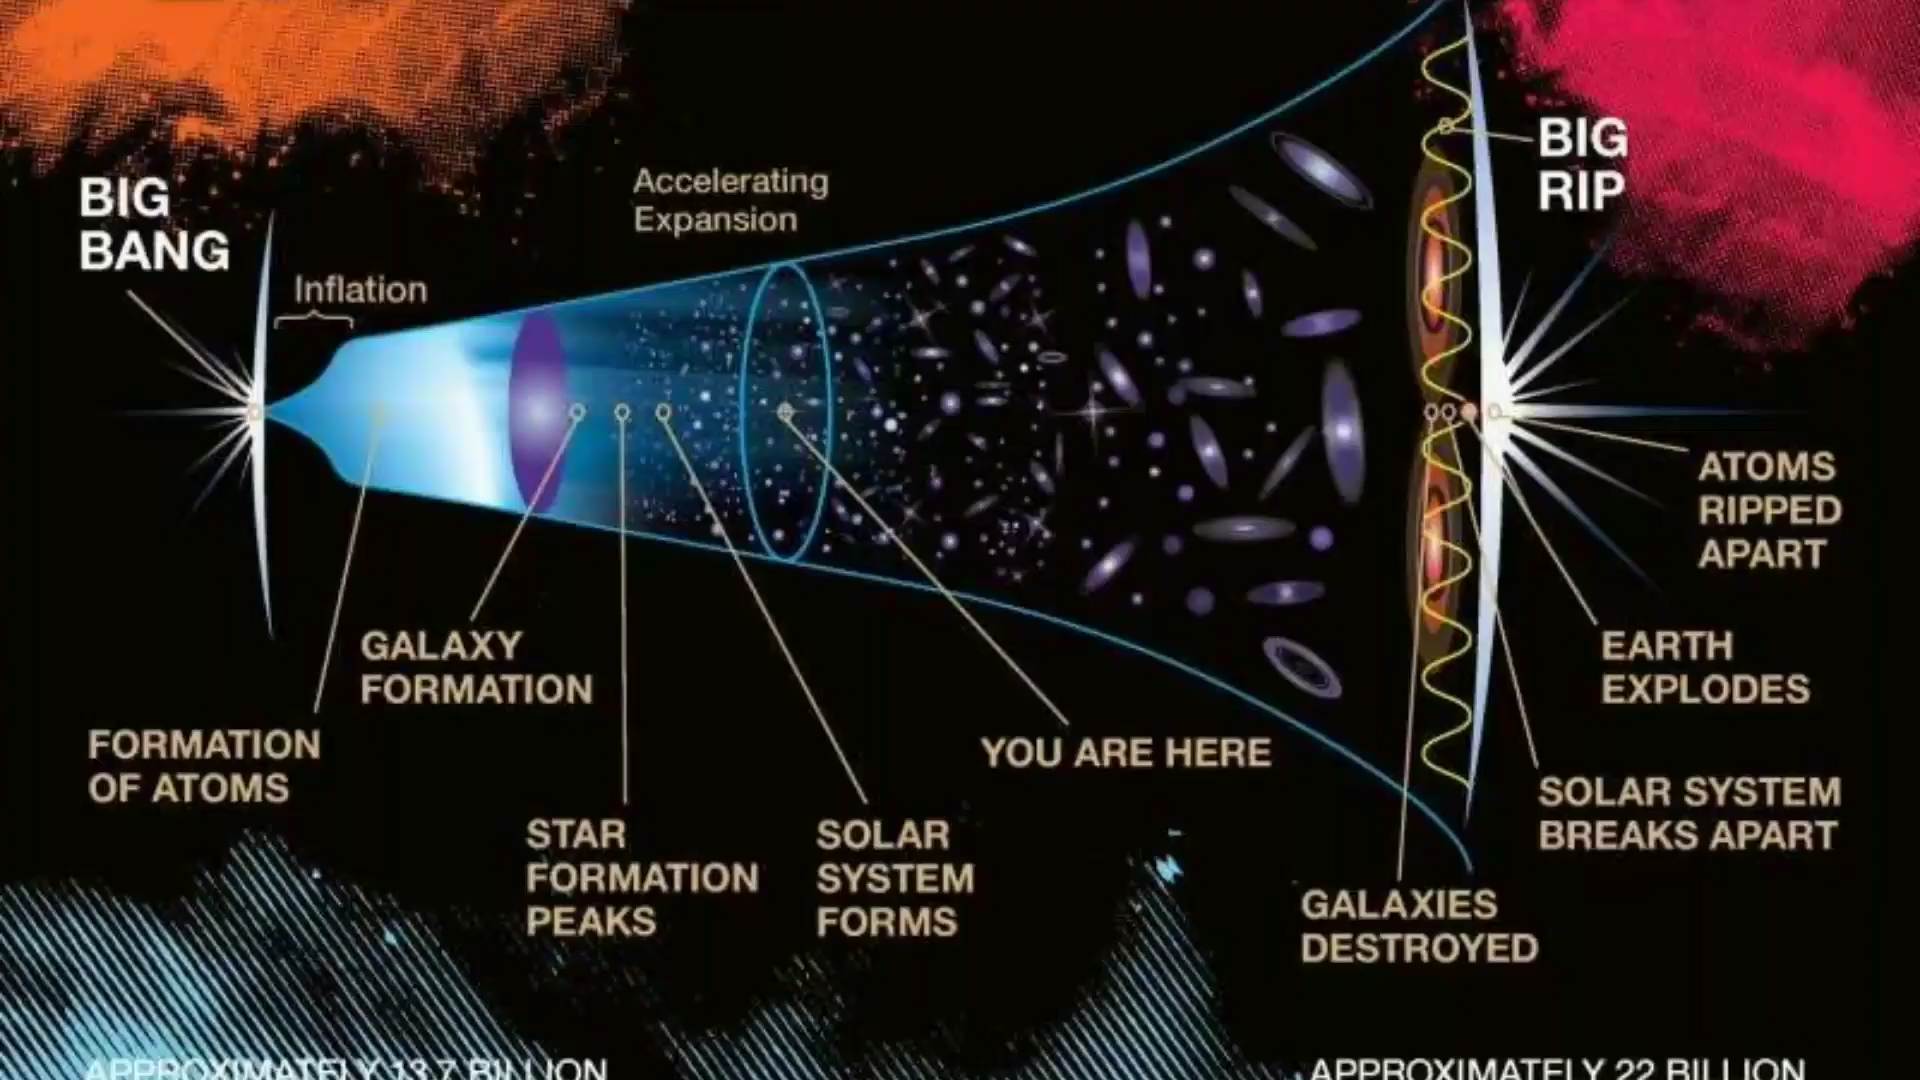 BIG
BANG
Inflation
Accelerating
Expansion
BIG
RIP
ATOMS
RIPPED
APART
EARTH
EXPLODES
SOLAR SYSTEM
BREAKS APART
GALAXIES
DESTROYED
YOU ARE HERE
SOLAR
SYSTEM
FORMS
STAR
FORMATION
PEAKS
GALAXY
FORMATION
FORMATION
OF ATOMS
APPROXIMATELY 13.7 BILLION
APPROXIMATELY 22 BILLION